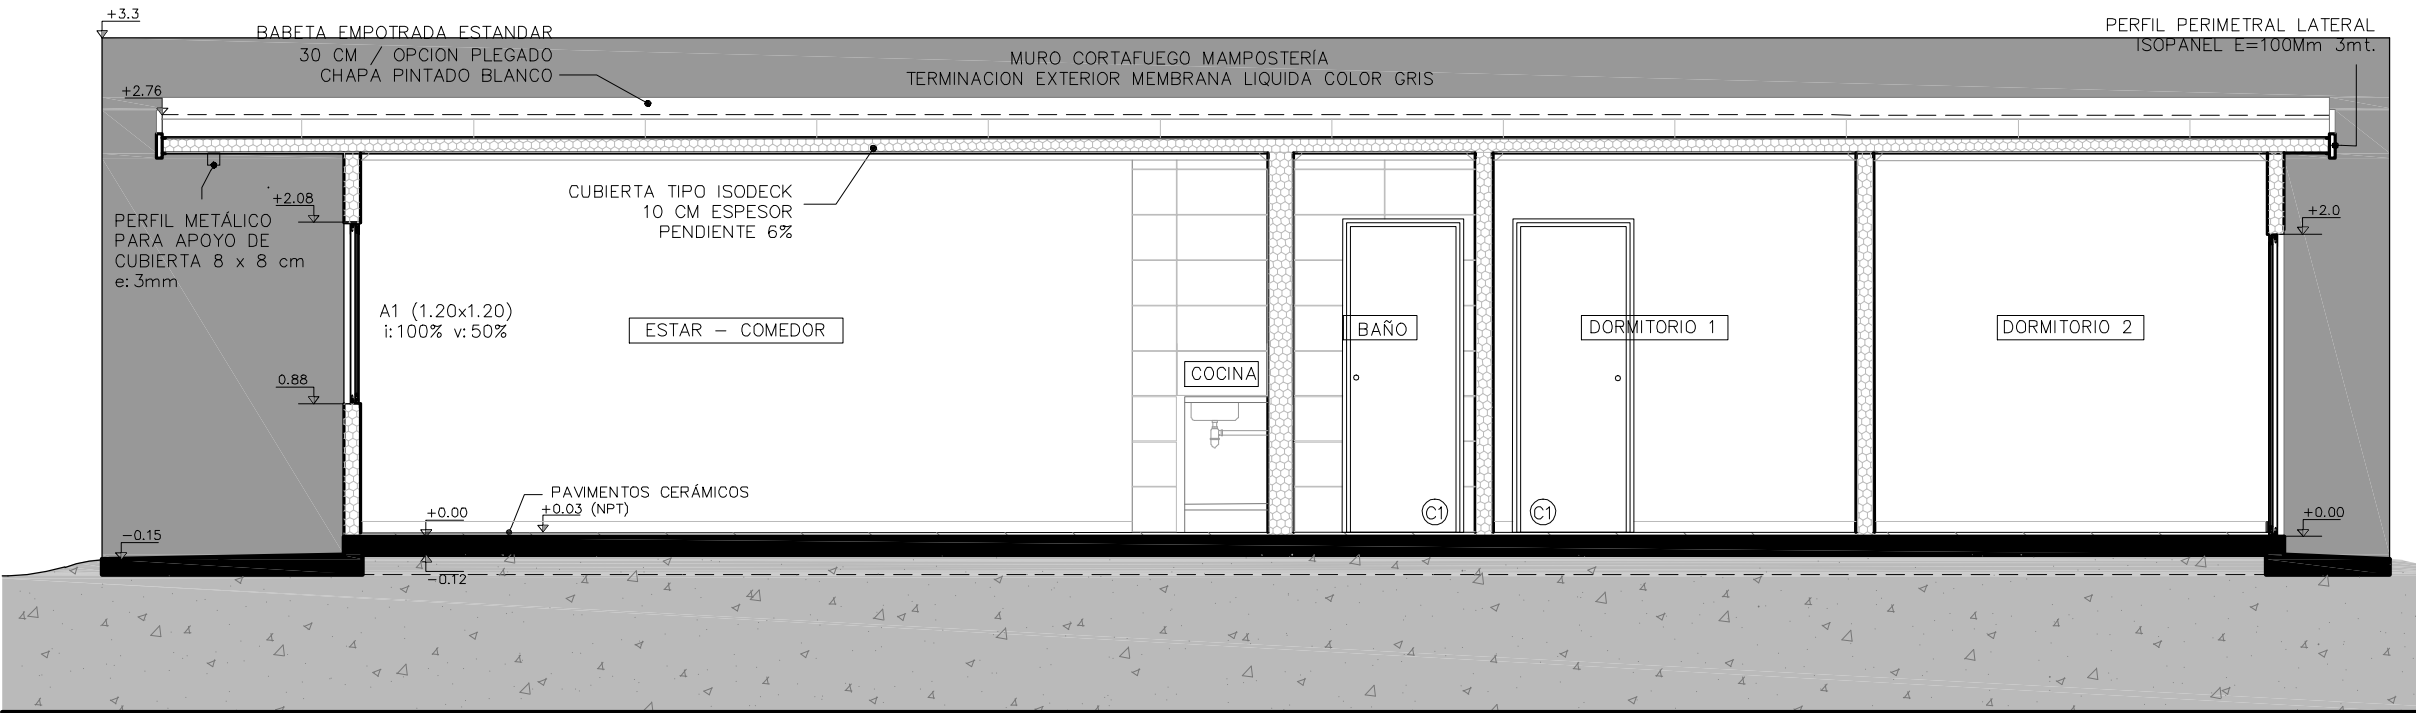 +3.3
BABETA EMPOTRADA ESTANDAR
30 CM / OPCION PLEGADO
CHAPA PINTADO BLANCO
MURO CORTAFUEGO MAMPOSTERÍA
TERMINACION EXTERIOR MEMBRANA LIQUIDA COLOR GRIS
PERFIL PERIMETRAL LATERAL
ISOPANEL E=100Mm 3mt.
+2.76
CUBIERTA TIPO ISODECK
10 CM ESPESOR
PENDIENTE 6%
+2.08
PERFIL METÁLICO
PARA APOYO DE
CUBIERTA 8 x 8 cm
e: 3mm
+2.0
A1 (1.20x1.20)
i: 100% v: 50%
ESTAR – COMEDOR
BAÑO
DORMITORIO 1
DORMITORIO 2
COCINA
0.88
PAVIMENTOS CERÁMICOS
+0.03 (NPT)
+0.00
C1
C1
+0.00
-0.15
-0.12